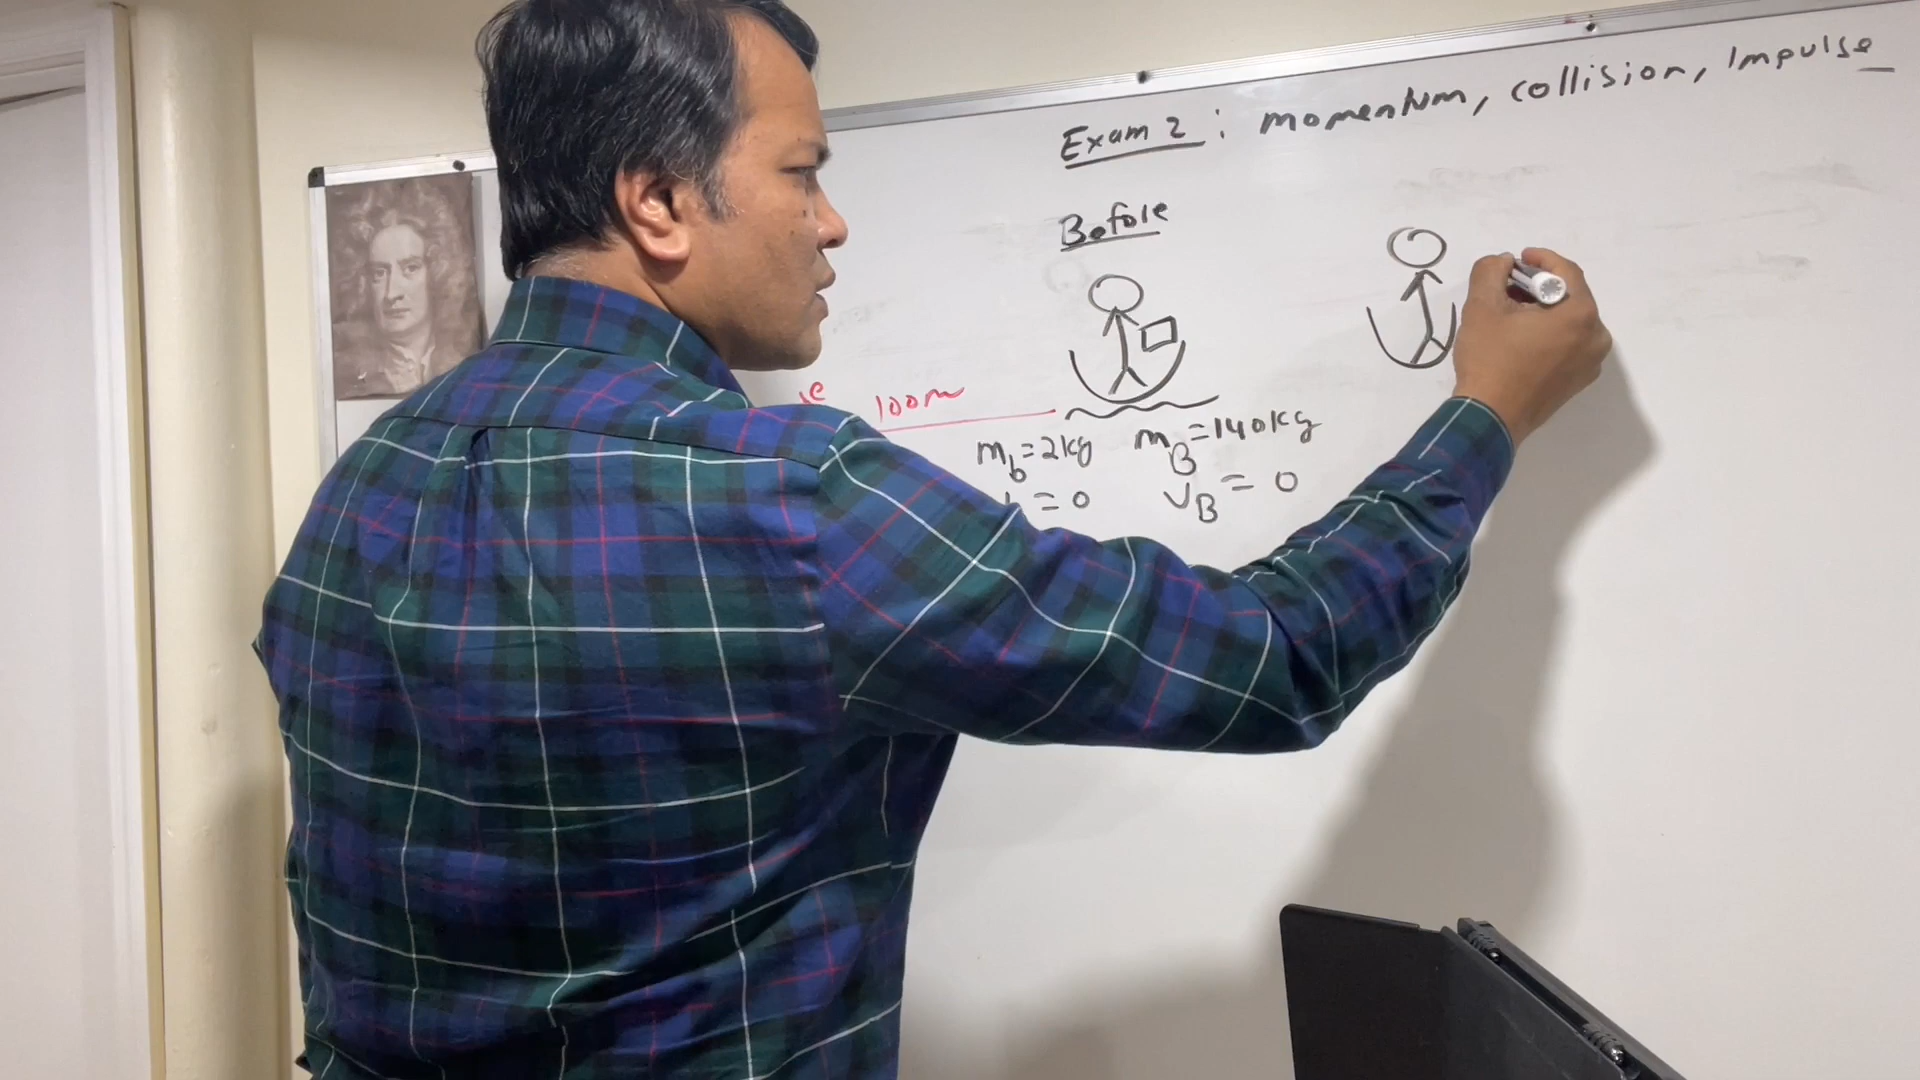 Exam 2 : momentum, collision, Impulse
Before
100m
m_b = 2kg m_B = 140kg
= 0 v_B = 0